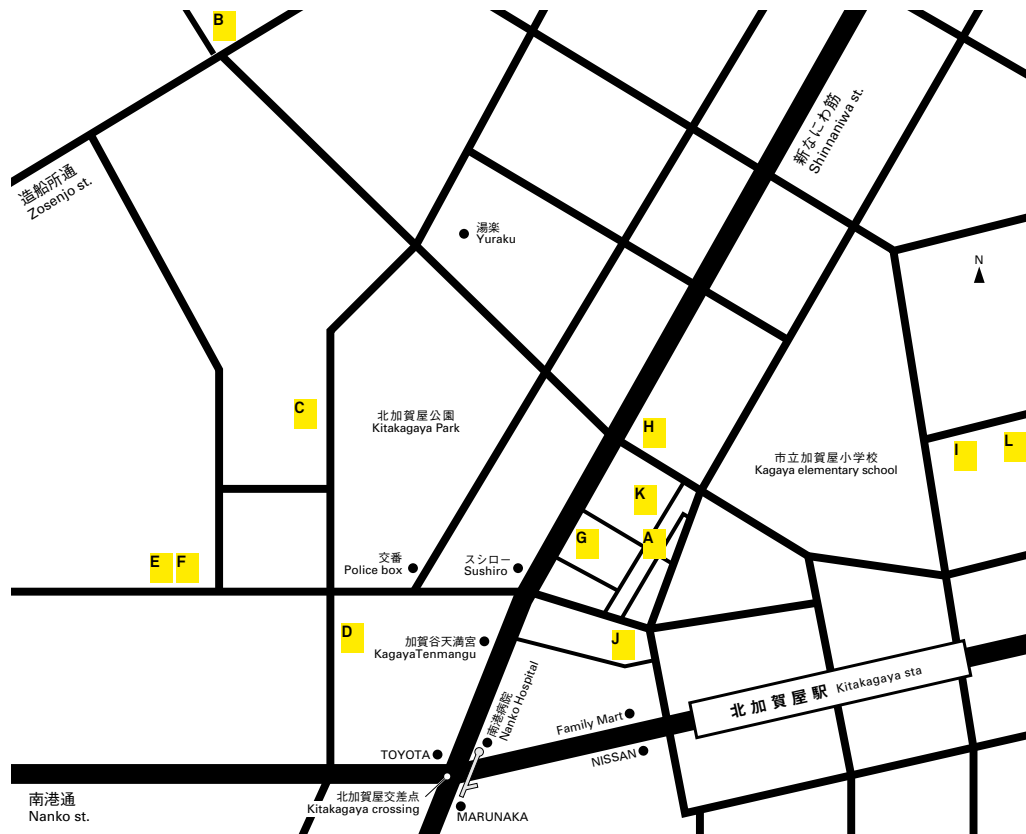 B
造船所通
Zosenjo st.
新なにわ筋
Shinnaniwa st.
湯楽
Yuraku
N
C
北加賀屋公園
Kitakagaya Park
H
市立加賀屋小学校
Kagaya elementary school
I
L
K
G
A
E
F
交番
Police box
スシロー
Sushiro
D
加賀谷天満宮
KagayaTenmangu
J
南港病院
Nanko Hospital
北加賀屋駅 Kitakagaya sta
Family Mart
NISSAN
TOYOTA
南港通
Nanko st.
北加賀屋交差点
Kitakagaya crossing
MARUNAKA